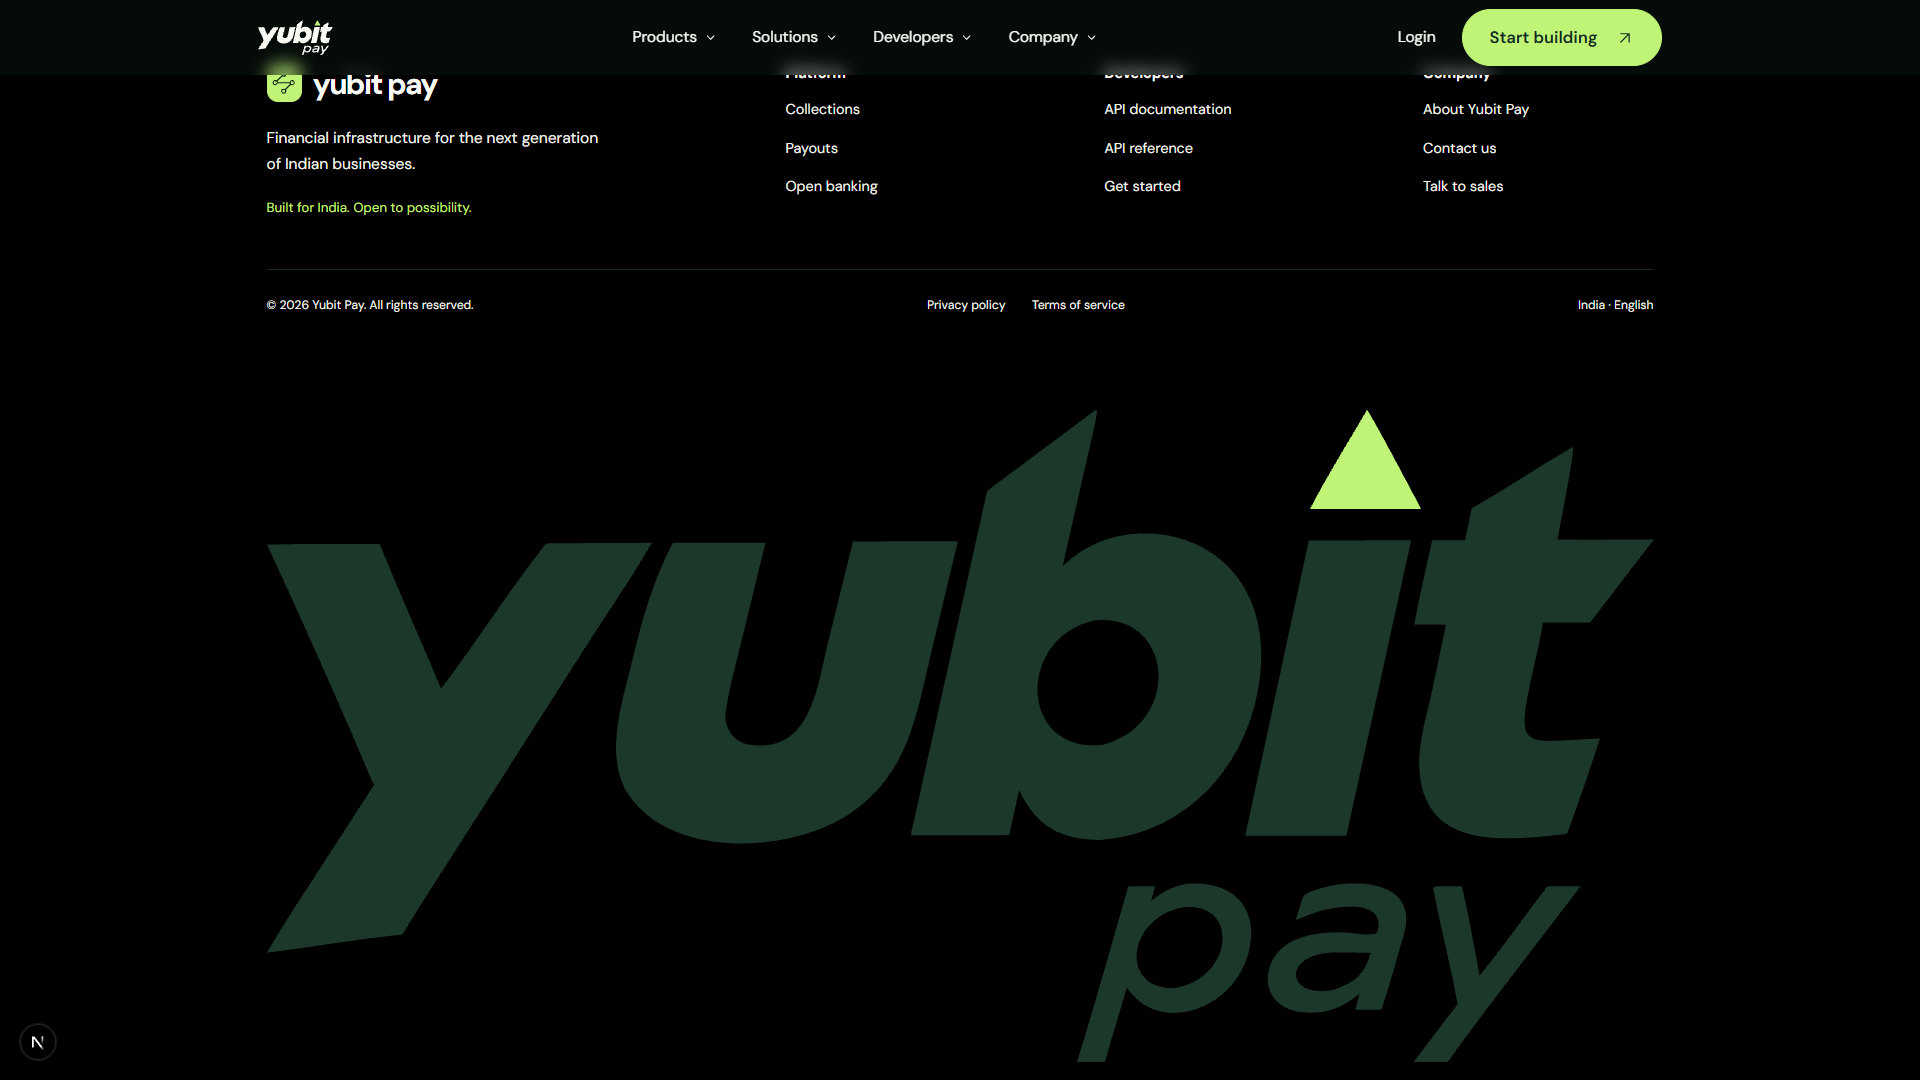 yubit pay
Products
Solutions
Developers
Company
Login
Start building
yubit pay
Financial infrastructure for the next generation
of Indian businesses.
Built for India. Open to possibility.
Platform
Collections
Payouts
Open banking
Developers
API documentation
API reference
Get started
Company
About Yubit Pay
Contact us
Talk to sales
© 2026 Yubit Pay. All rights reserved.
Privacy policy
Terms of service
India · English
yubit
pay
N